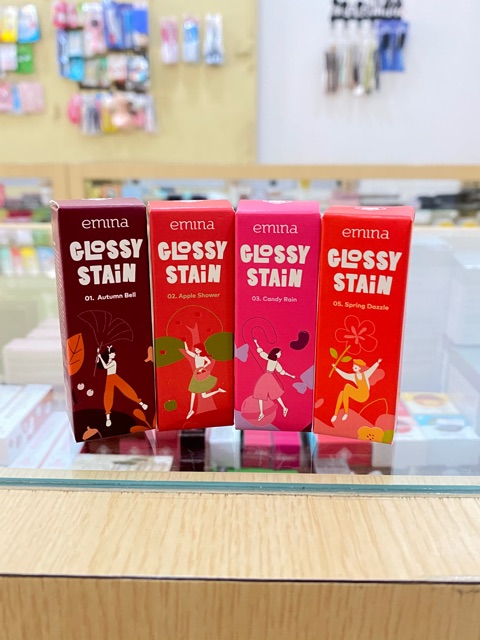 emina
GLOSSY
STAIN
01. Autumn Bell
emina
GLOSSY
STAIN
02. Apple Shower
emina
GLOSSY
STAIN
03. Candy Rain
emina
GLOSSY
STAIN
05. Spring Dazzle